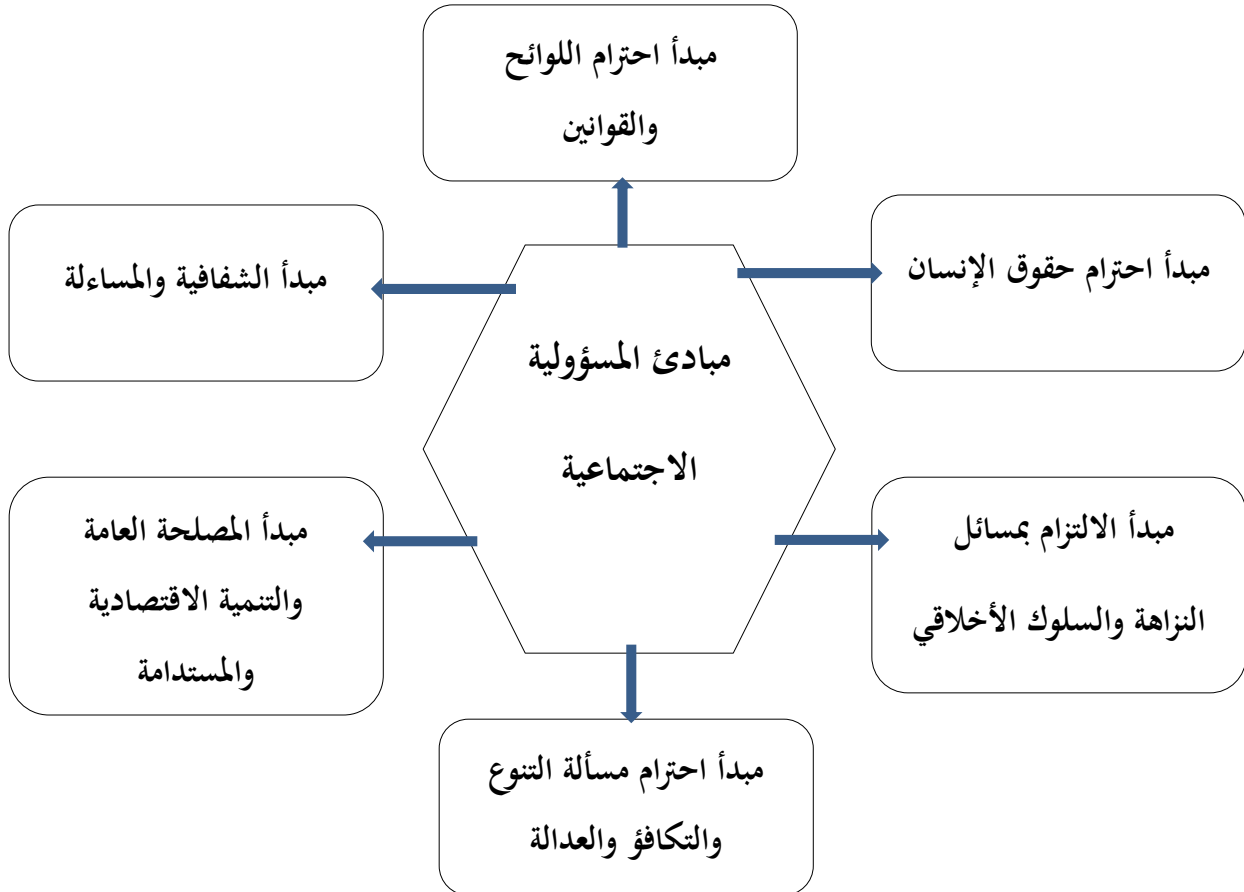 مبدأ احترام اللوائح
والقوانين
مبدأ احترام حقوق الإنسان
مبدأ الشفافية والمساءلة
مبادئ المسؤولية
الاجتماعية
مبدأ الالتزام بمسائل
النزاهة والسلوك الأخلاقي
مبدأ المصلحة العامة
والتنمية الاقتصادية
والمستدامة
مبدأ احترام مسألة التنوع
والتكافؤ والعدالة